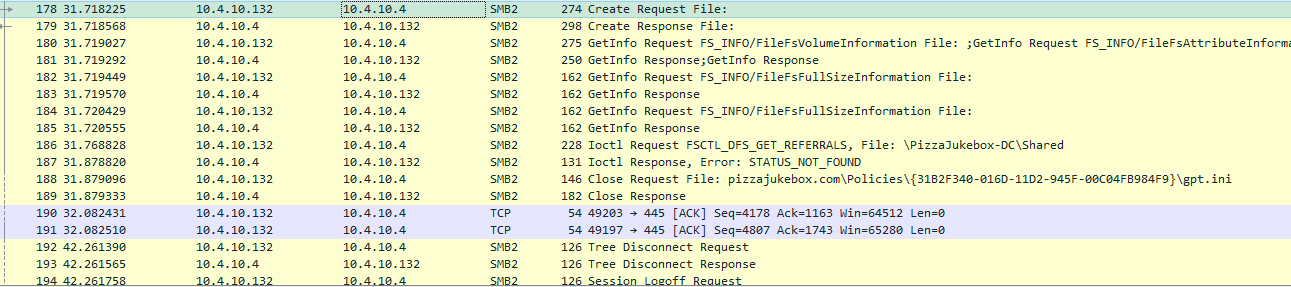 178 31.718225 10.4.10.132 10.4.10.4 SMB2 274 Create Request File:
179 31.718568 10.4.10.4 10.4.10.132 SMB2 298 Create Response File:
180 31.719027 10.4.10.132 10.4.10.4 SMB2 275 GetInfo Request FS_INFO/FileFsVolumeInformation File: ;GetInfo Request FS_INFO/FileFsAttributeInforma
181 31.719292 10.4.10.4 10.4.10.132 SMB2 250 GetInfo Response;GetInfo Response
182 31.719449 10.4.10.132 10.4.10.4 SMB2 162 GetInfo Request FS_INFO/FileFsFullSizeInformation File:
183 31.719570 10.4.10.4 10.4.10.132 SMB2 162 GetInfo Response
184 31.720429 10.4.10.132 10.4.10.4 SMB2 162 GetInfo Request FS_INFO/FileFsFullSizeInformation File:
185 31.720555 10.4.10.4 10.4.10.132 SMB2 162 GetInfo Response
186 31.768828 10.4.10.132 10.4.10.4 SMB2 228 Ioctl Request FSCTL_DFS_GET_REFERRALS, File: \PizzaJukebox-DC\Shared
187 31.878820 10.4.10.4 10.4.10.132 SMB2 131 Ioctl Response, Error: STATUS_NOT_FOUND
188 31.879096 10.4.10.132 10.4.10.4 SMB2 146 Close Request File: pizzajukebox.com\Policies\{31B2F340-016D-11D2-945F-00C04FB984F9}\gpt.ini
189 31.879333 10.4.10.4 10.4.10.132 SMB2 182 Close Response
190 32.082431 10.4.10.132 10.4.10.4 TCP 54 49203 → 445 [ACK] Seq=4178 Ack=1163 Win=64512 Len=0
191 32.082510 10.4.10.132 10.4.10.4 TCP 54 49197 → 445 [ACK] Seq=4807 Ack=1743 Win=65280 Len=0
192 42.261390 10.4.10.132 10.4.10.4 SMB2 126 Tree Disconnect Request
193 42.261565 10.4.10.4 10.4.10.132 SMB2 126 Tree Disconnect Response
194 42.261758 10.4.10.132 10.4.10.4 SMB2 126 Session Logoff Request